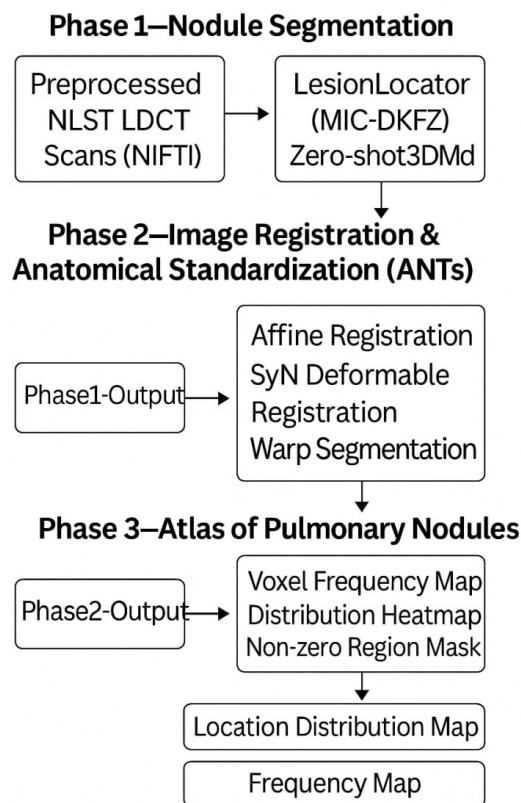 Phase 1—Nodule Segmentation
Preprocessed
NLST LDCT
Scans (NIFTI)
LesionLocator
(MIC-DKFZ)
Zero-shot3DMd
Phase 2—Image Registration &
Anatomical Standardization (ANTs)
Phase1-Output
Affine Registration
SyN Deformable
Registration
Warp Segmentation
Phase 3—Atlas of Pulmonary Nodules
Phase2-Output
Voxel Frequency Map
Distribution Heatmap
Non-zero Region Mask
Location Distribution Map
Frequency Map